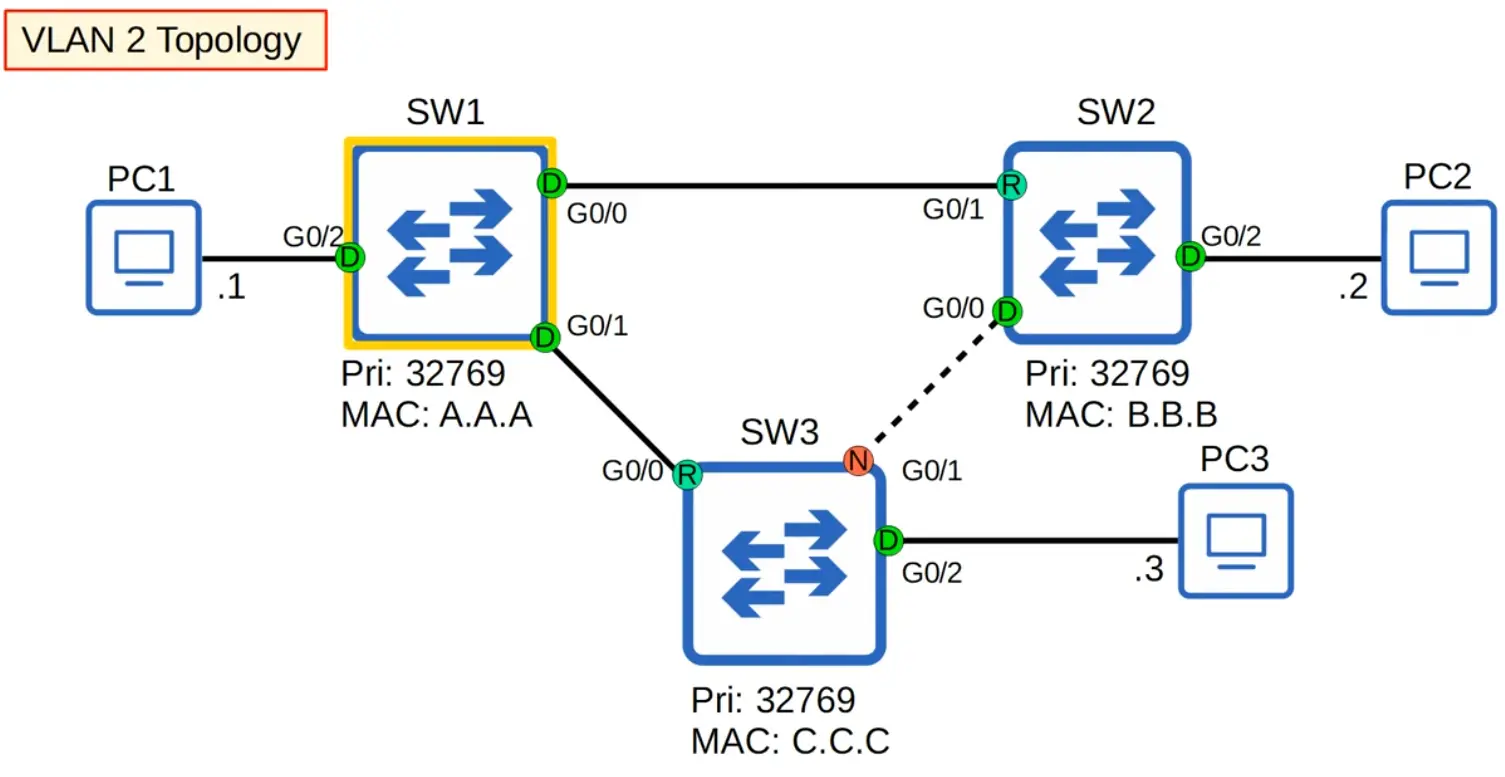 VLAN 2 Topology
SW1
SW2
PC1
PC2
D
G0/0
G0/1
R
G0/2
D
D
G0/2
.1
.2
D
G0/1
G0/0
D
Pri: 32769
MAC: A.A.A
Pri: 32769
MAC: B.B.B
SW3
PC3
G0/0
R
N
G0/1
D
G0/2
.3
Pri: 32769
MAC: C.C.C